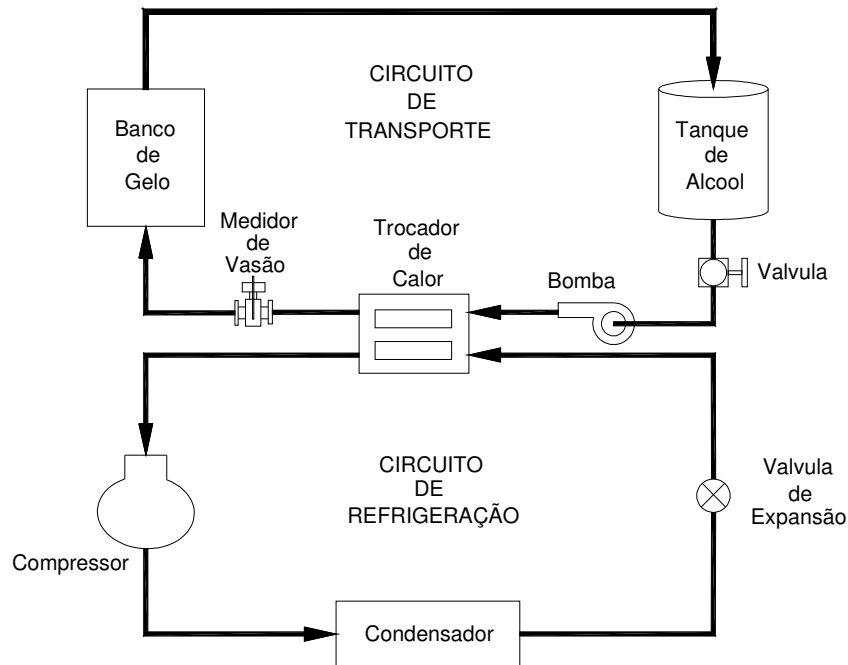 CIRCUITO
DE
TRANSPORTE
Banco
de
Gelo
Tanque
de
Alcool
Medidor
de
Vasão
Trocador
de
Calor
Bomba
Valvula
CIRCUITO
DE
REFRIGERAÇÃO
Valvula
de
Expansão
Compressor
Condensador